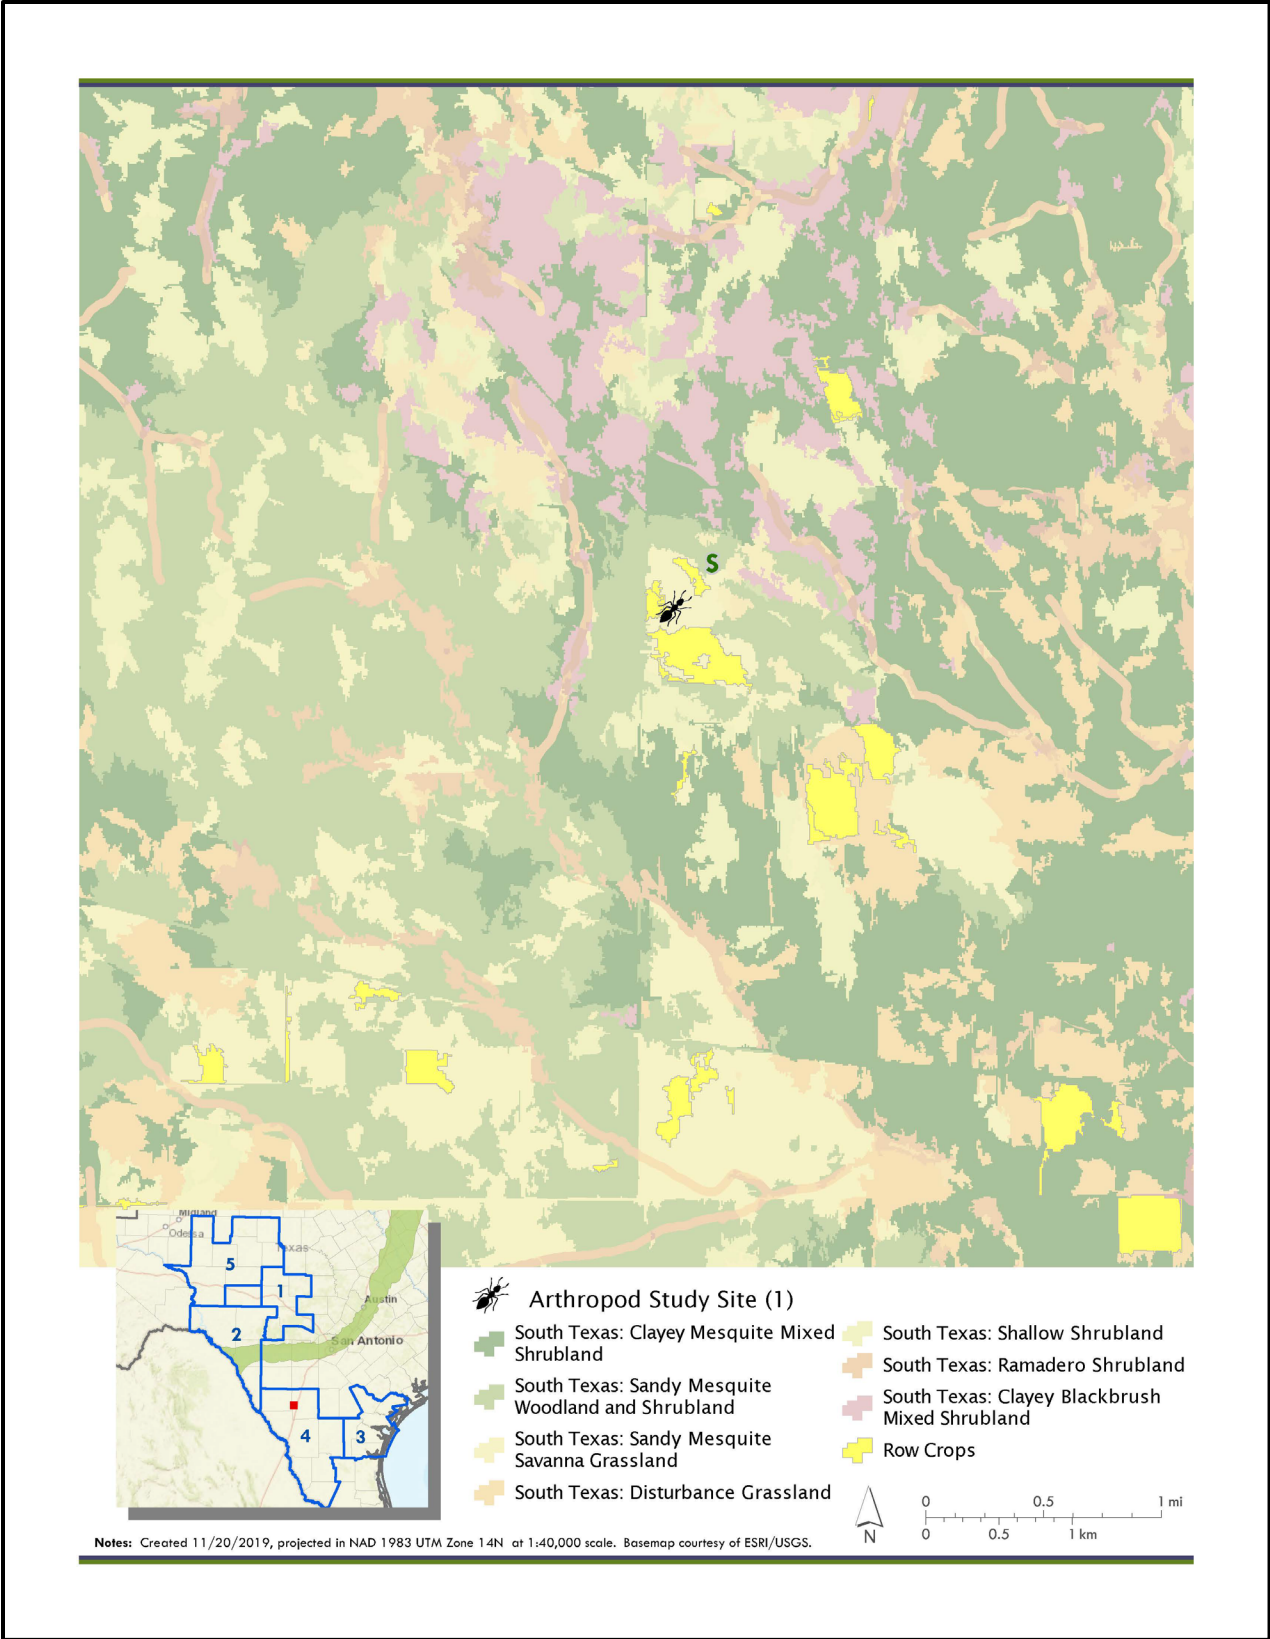 S
Midland
Odessa
Texas
5
1
Austin
2
San Antonio
4
3
Arthropod Study Site (1)
South Texas: Clayey Mesquite Mixed
Shrubland
South Texas: Sandy Mesquite
Woodland and Shrubland
South Texas: Sandy Mesquite
Savanna Grassland
South Texas: Disturbance Grassland
South Texas: Shallow Shrubland
South Texas: Ramadero Shrubland
South Texas: Clayey Blackbrush
Mixed Shrubland
Row Crops
N
0 0.5 1 mi
0 0.5 1 km
Notes: Created 11/20/2019, projected in NAD 1983 UTM Zone 14N at 1:40,000 scale. Basemap courtesy of ESRI/USGS.